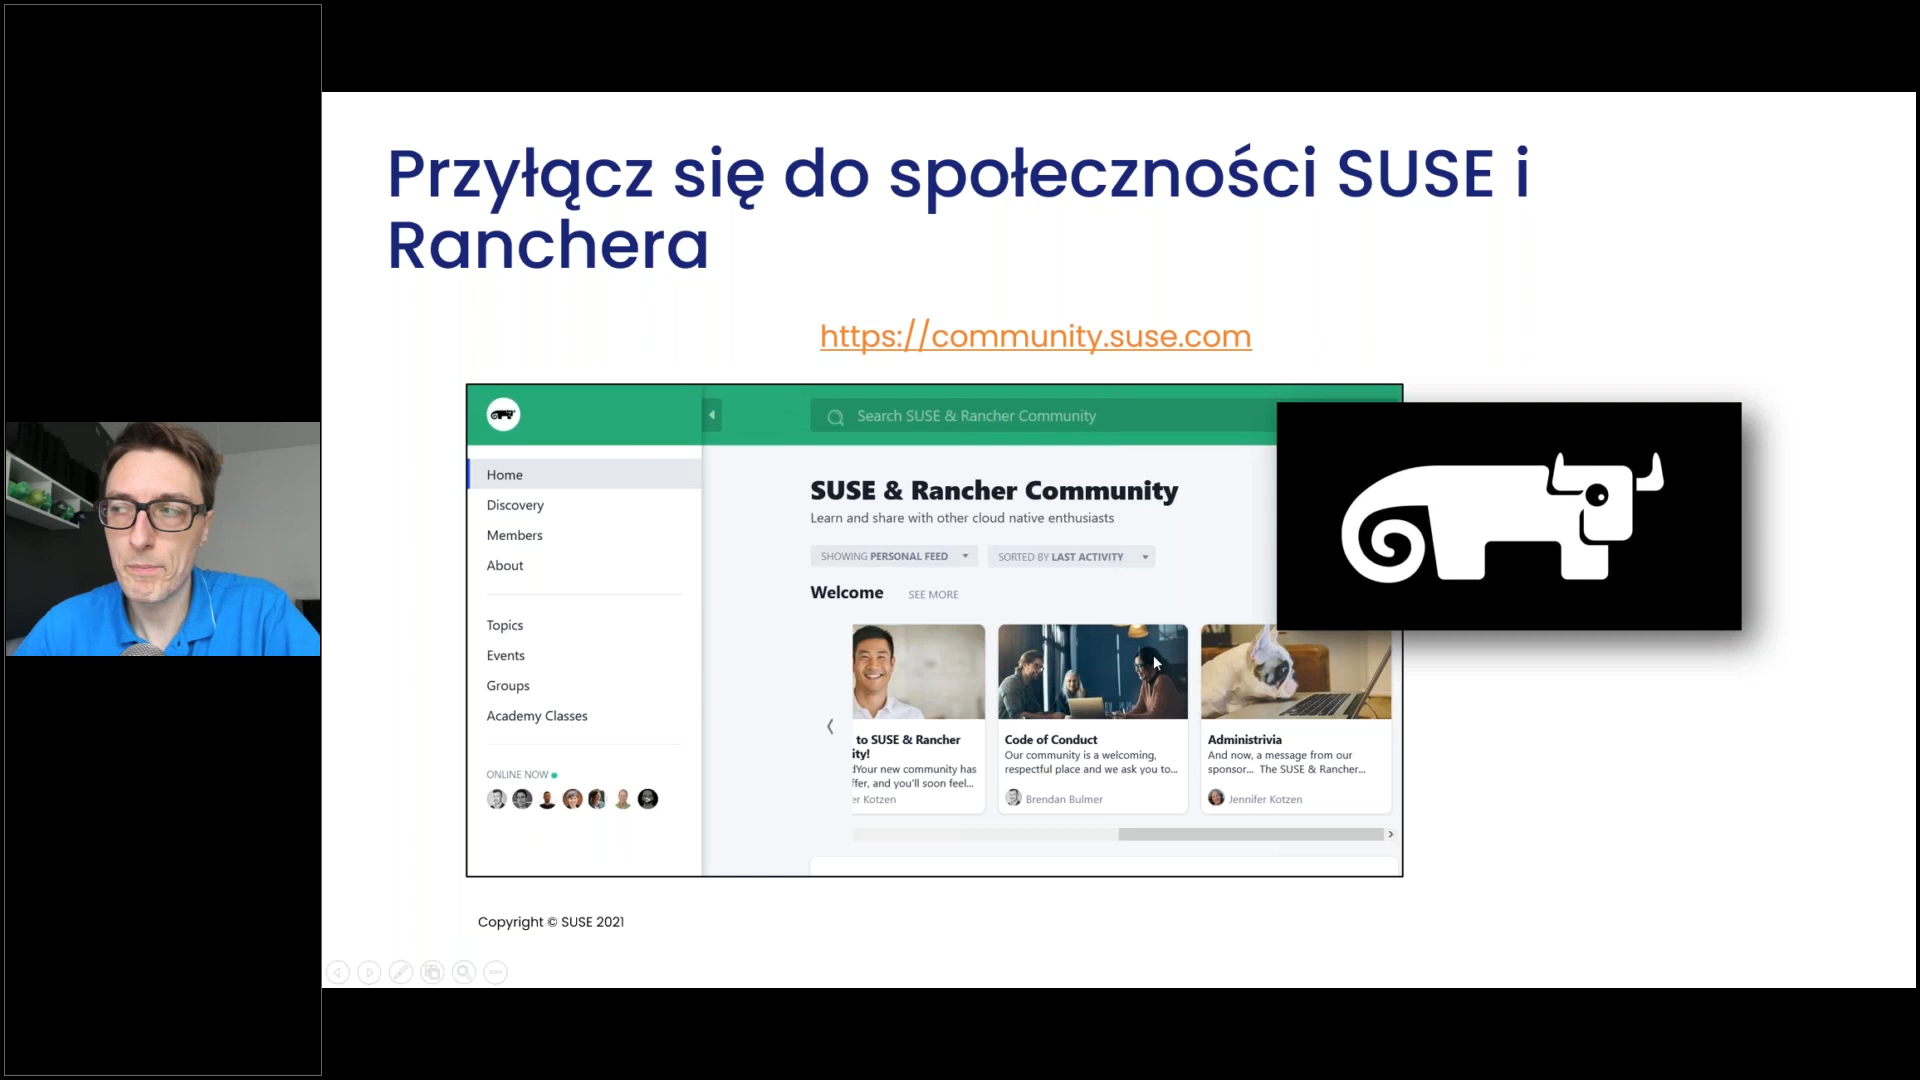 Przyłącz się do społeczności SUSE i
Ranchera
https://community.suse.com
Search SUSE & Rancher Community
Home
Discovery
Members
About
Topics
Events
Groups
Academy Classes
ONLINE NOW
SUSE & Rancher Community
Learn and share with other cloud native enthusiasts
SHOWING PERSONAL FEED
SORTED BY LAST ACTIVITY
Welcome
SEE MORE
to SUSE & Rancher
ity!
Your new community has
ffer, and you'll soon feel...
er Kotzen
Code of Conduct
Our community is a welcoming,
respectful place and we ask you to...
Brendan Bulmer
Administrivia
And now, a message from our
sponsor... The SUSE & Rancher...
Jennifer Kotzen
Copyright © SUSE 2021